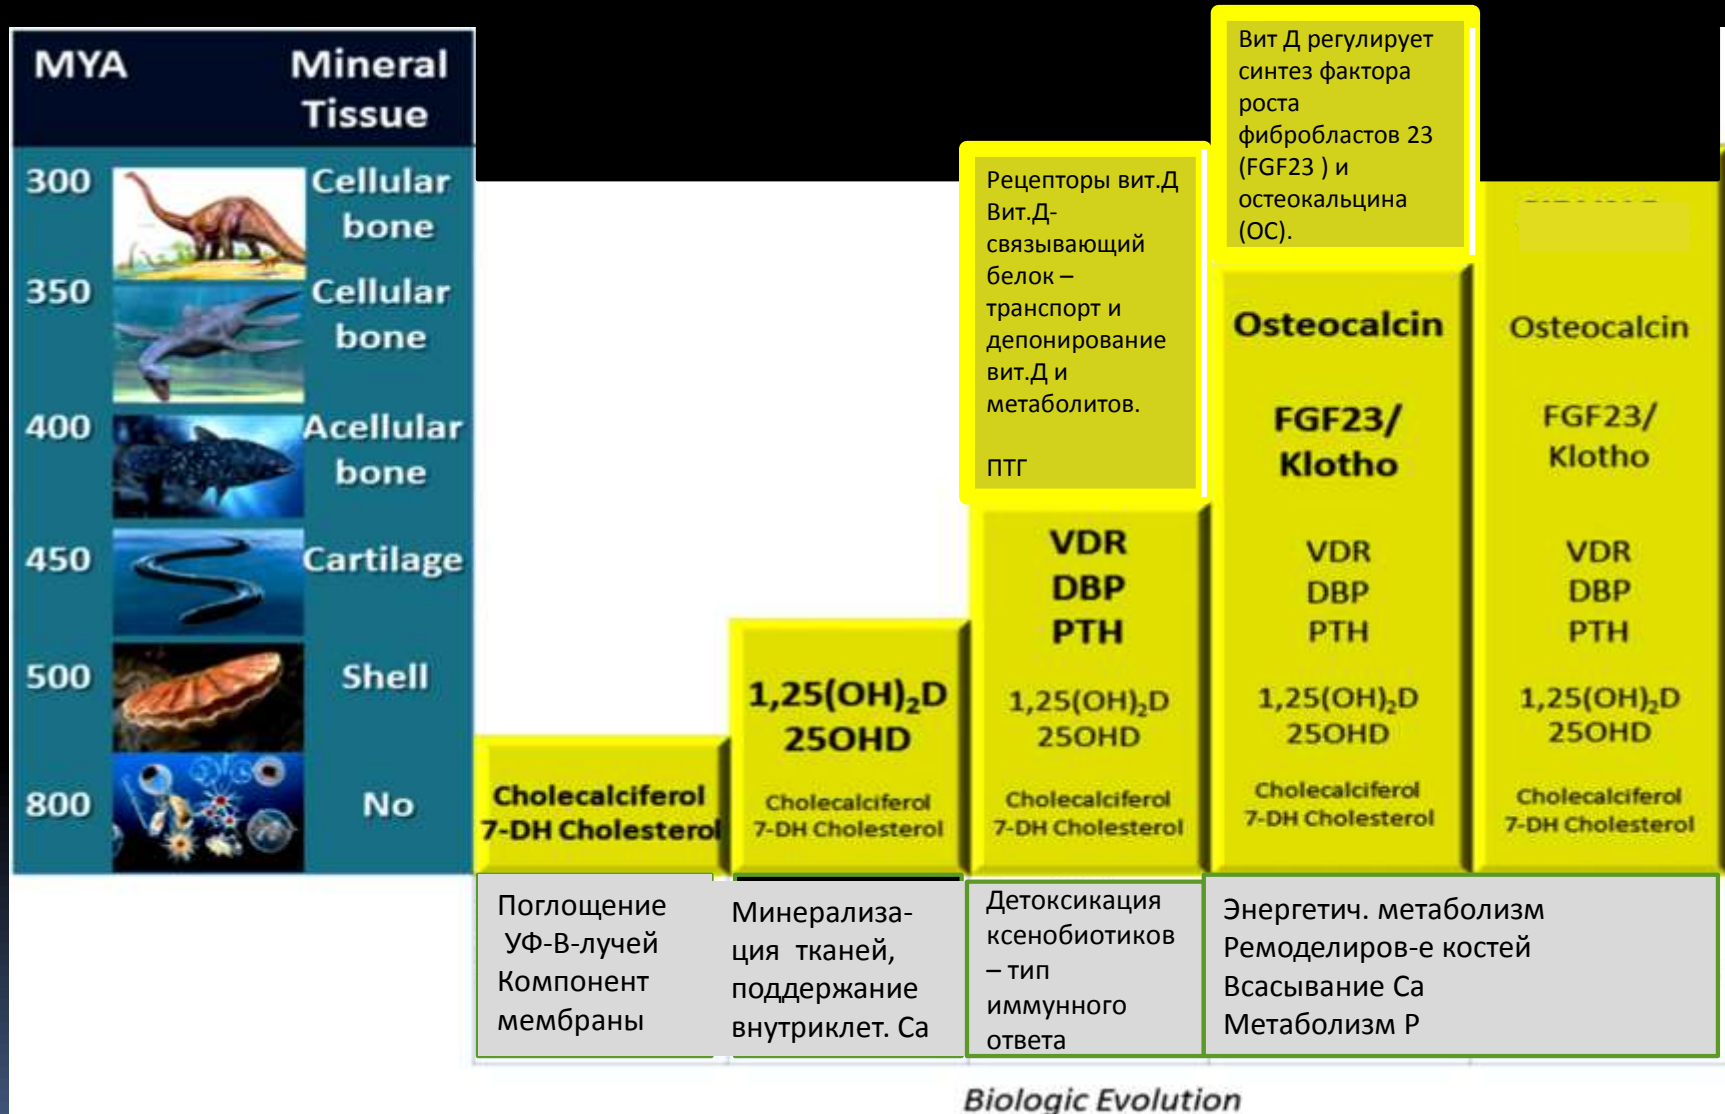 MYA Mineral
Tissue
300 Cellular
bone
350 Cellular
bone
400 Acellular
bone
450 Cartilage
500 Shell
800 No
Cholecalciferol
7-DH Cholesterol
1,25(OH)₂D
25OHD
Cholecalciferol
7-DH Cholesterol
Рецепторы вит.Д
Вит.Д-
связывающий
белок –
транспорт и
депонирование
вит.Д и
метаболитов.
ПТГ
VDR
DBP
PTH
1,25(OH)₂D
25OHD
Cholecalciferol
7-DH Cholesterol
Вит Д регулирует
синтез фактора
роста
фибробластов 23
(FGF23 ) и
остеокальцина
(ОС).
Osteocalcin
FGF23/
Klotho
VDR
DBP
PTH
1,25(OH)₂D
25OHD
Cholecalciferol
7-DH Cholesterol
Osteocalcin
FGF23/
Klotho
VDR
DBP
PTH
1,25(OH)₂D
25OHD
Cholecalciferol
7-DH Cholesterol
Поглощение
УФ-В-лучей
Компонент
мембраны
Минерализа-
ция тканей,
поддержание
внутриклет. Са
Детоксикация
ксенобиотиков
– тип
иммунного
ответа
Энергетич. метаболизм
Ремоделиров-е костей
Всасывание Са
Метаболизм Р
Biologic Evolution